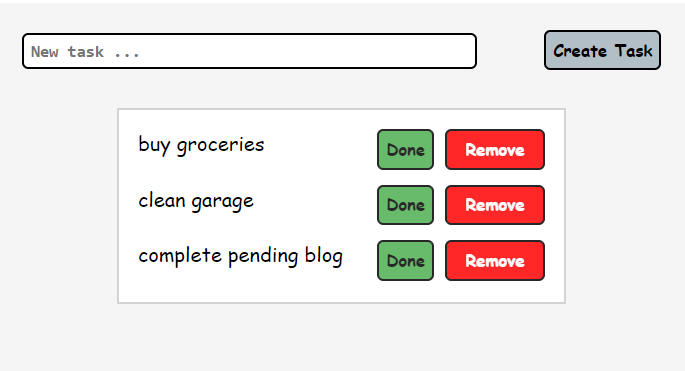 New task ... Create Task
buy groceries Done Remove
clean garage Done Remove
complete pending blog Done Remove